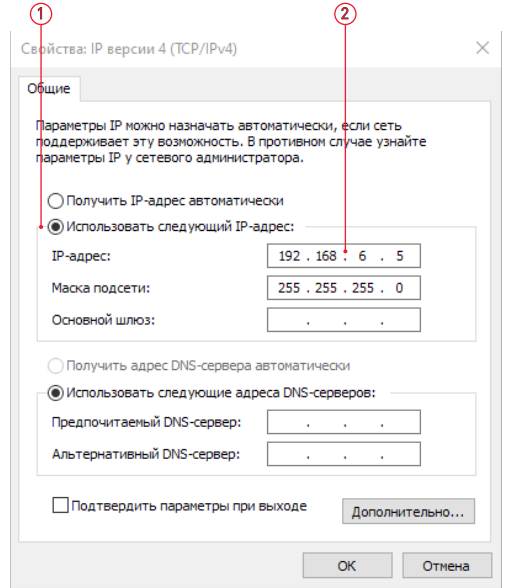 1 2
Свойства: IP версии 4 (TCP/IPv4)
Общие
Параметры IP можно назначать автоматически, если сеть
поддерживает эту возможность. В противном случае узнайте
параметры IP у сетевого администратора.
Получить IP-адрес автоматически
Использовать следующий IP-адрес:
IP-адрес: 192 . 168 . 6 . 5
Маска подсети: 255 . 255 . 255 . 0
Основной шлюз: . . .
Получить адрес DNS-сервера автоматически
Использовать следующие адреса DNS-серверов:
Предпочитаемый DNS-сервер: . . .
Альтернативный DNS-сервер: . . .
Подтвердить параметры при выходе
Дополнительно...
ОК Отмена